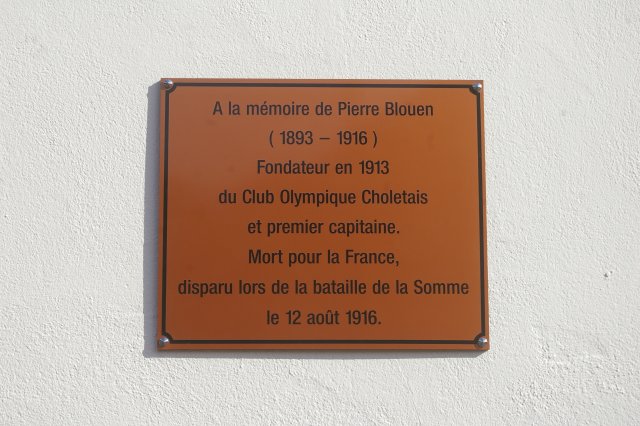 A la mémoire de Pierre Blouen
( 1893 – 1916 )
Fondateur en 1913
du Club Olympique Choletais
et premier capitaine.
Mort pour la France,
disparu lors de la bataille de la Somme
le 12 août 1916.